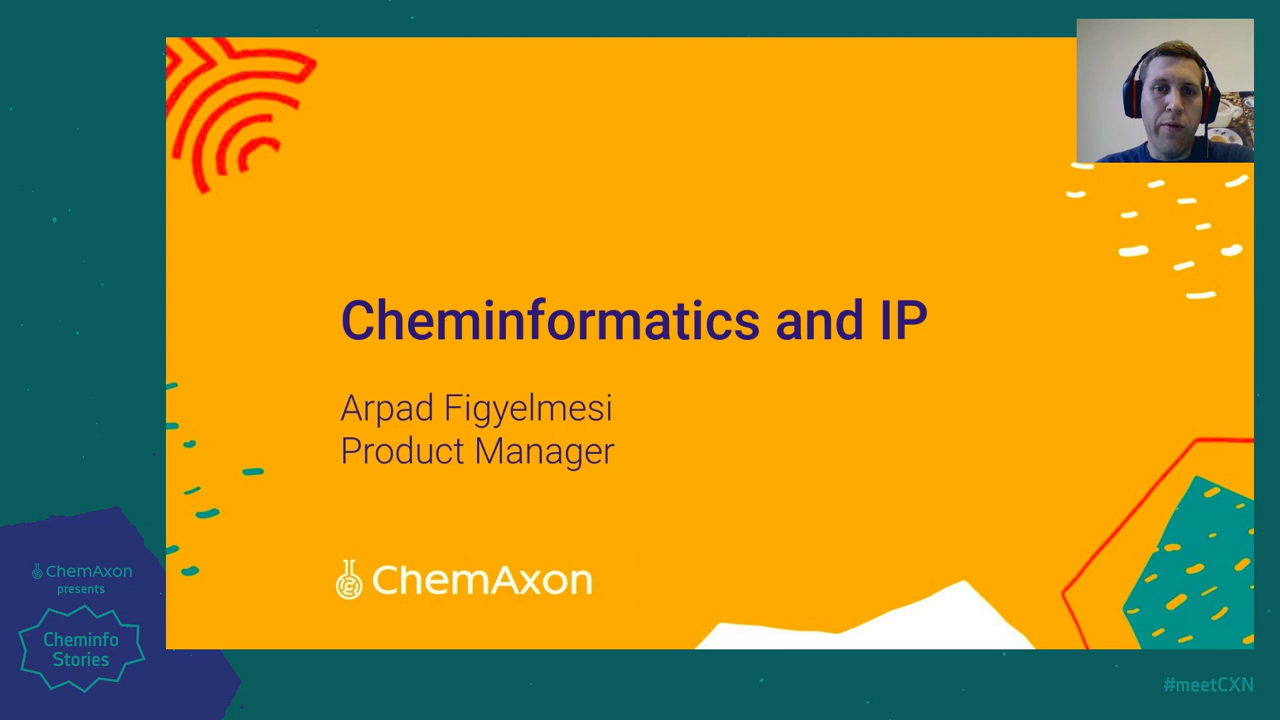 Cheminformatics and IP
Arpad Figyelmesi
Product Manager
ChemAxon
ChemAxon
presents
Cheminfo
Stories
#meetCXN